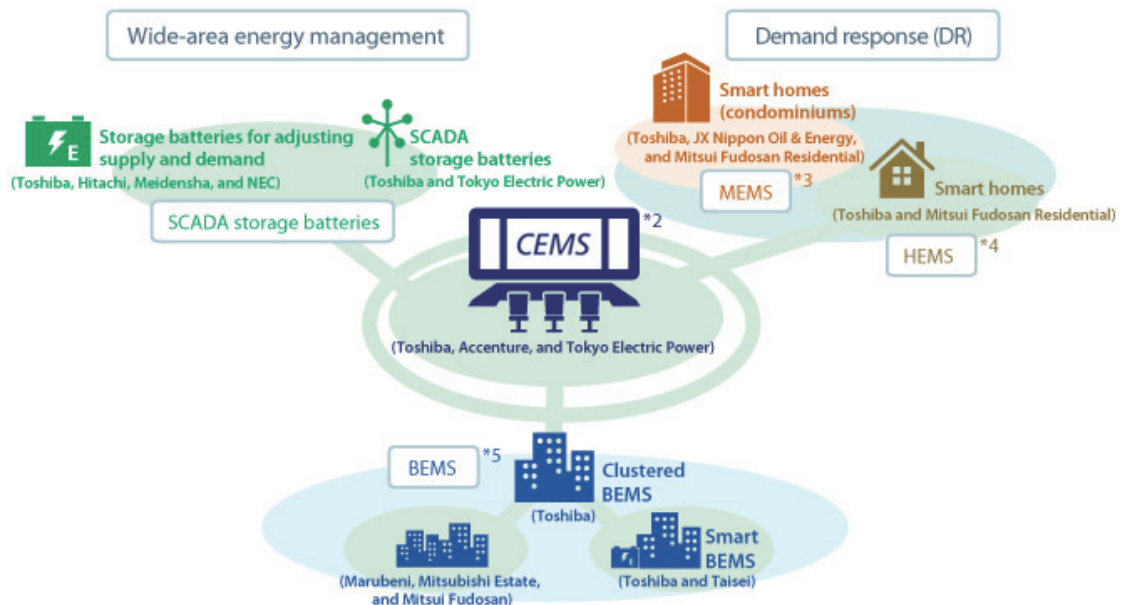 Wide-area energy management
Demand response (DR)
Smart homes
(condominiums)
(Toshiba, JX Nippon Oil & Energy,
and Mitsui Fudosan Residential)
MEMS *3
E
Storage batteries for adjusting
supply and demand
(Toshiba, Hitachi, Meidensha, and NEC)
SCADA
storage batteries
(Toshiba and Tokyo Electric Power)
SCADA storage batteries
Smart homes
(Toshiba and Mitsui Fudosan Residential)
HEMS *4
CEMS *2
(Toshiba, Accenture, and Tokyo Electric Power)
BEMS *5
Clustered
BEMS
(Toshiba)
(Marubeni, Mitsubishi Estate,
and Mitsui Fudosan)
Smart
BEMS
(Toshiba and Taisei)